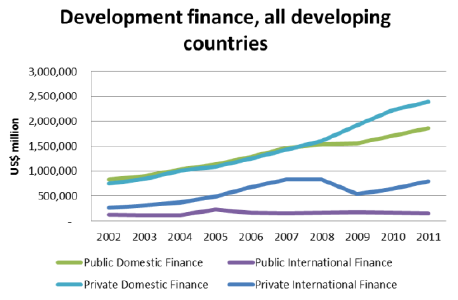 Development finance, all developing
countries
US$ million
3,000,000
2,500,000
2,000,000
1,500,000
1,000,000
500,000
-
2002 2003 2004 2005 2006 2007 2008 2009 2010 2011
Public Domestic Finance Public International Finance
Private Domestic Finance Private International Finance